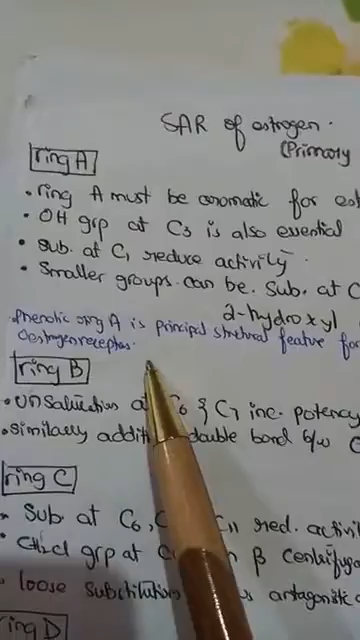 SAR of estrogen.
(Primary
ring A
• ring A must be aromatic for est
• OH grp at C3 is also essential
• sub. at C1 reduce activity.
• Smaller groups can be. Sub. at C
2-hydroxyl
Phenolic ring A is principal structural feature for
Oestrogen receptor.
ring B
• unsaturation C6 & C7 inc. potency
• similarly addit double bond b/w C
ring C
• Sub at C6, C11 red. activi
• grp at β
• loose substitution antagonistic
ring D